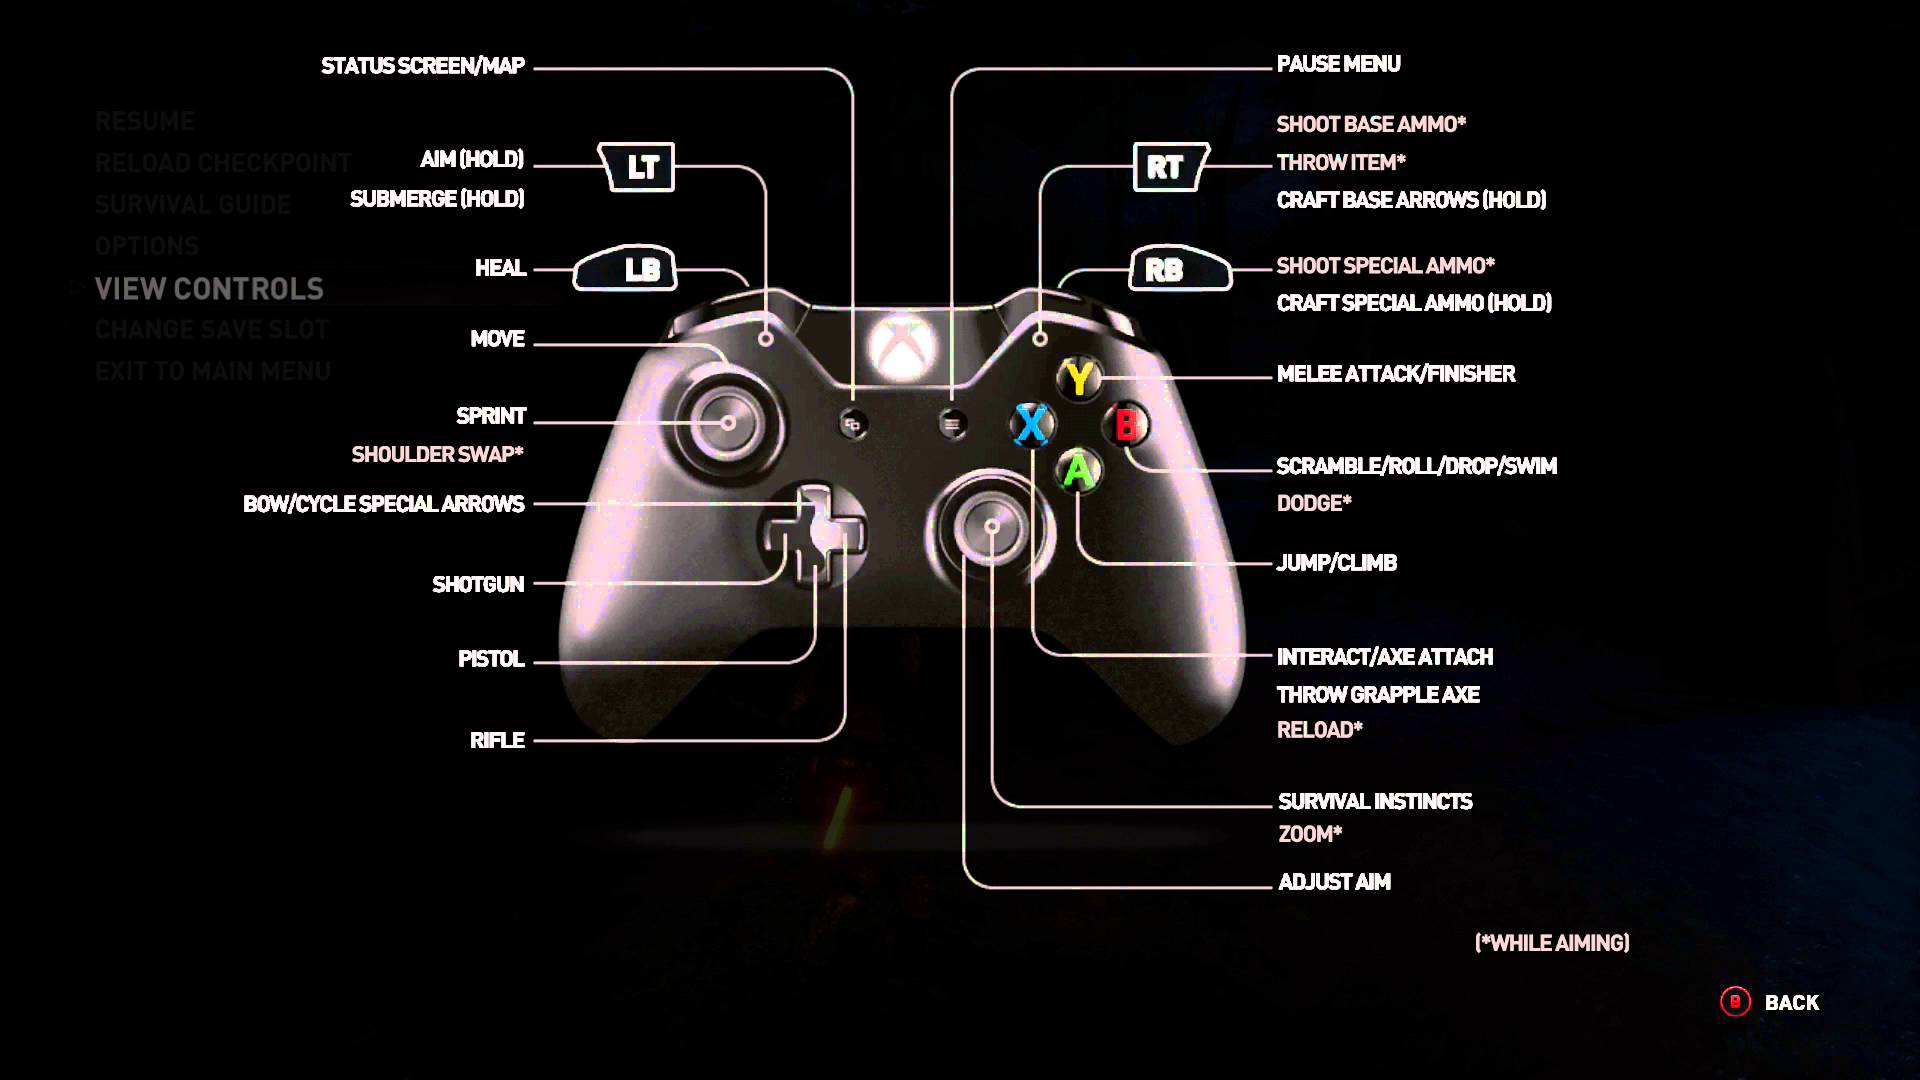 STATUS SCREEN/MAP
PAUSE MENU
RESUME
RELOAD CHECKPOINT
SURVIVAL GUIDE
OPTIONS
VIEW CONTROLS
CHANGE SAVE SLOT
EXIT TO MAIN MENU
AIM (HOLD)
SUBMERGE (HOLD)
LT
HEAL
LB
MOVE
SPRINT
SHOULDER SWAP*
BOW/CYCLE SPECIAL ARROWS
SHOTGUN
PISTOL
RIFLE
RT
SHOOT BASE AMMO*
THROW ITEM*
CRAFT BASE ARROWS (HOLD)
RB
SHOOT SPECIAL AMMO*
CRAFT SPECIAL AMMO (HOLD)
Y
X
B
A
MELEE ATTACK/FINISHER
SCRAMBLE/ROLL/DROP/SWIM
DODGE*
JUMP/CLIMB
INTERACT/AXE ATTACH
THROW GRAPPLE AXE
RELOAD*
SURVIVAL INSTINCTS
ZOOM*
ADJUST AIM
(*WHILE AIMING)
B BACK